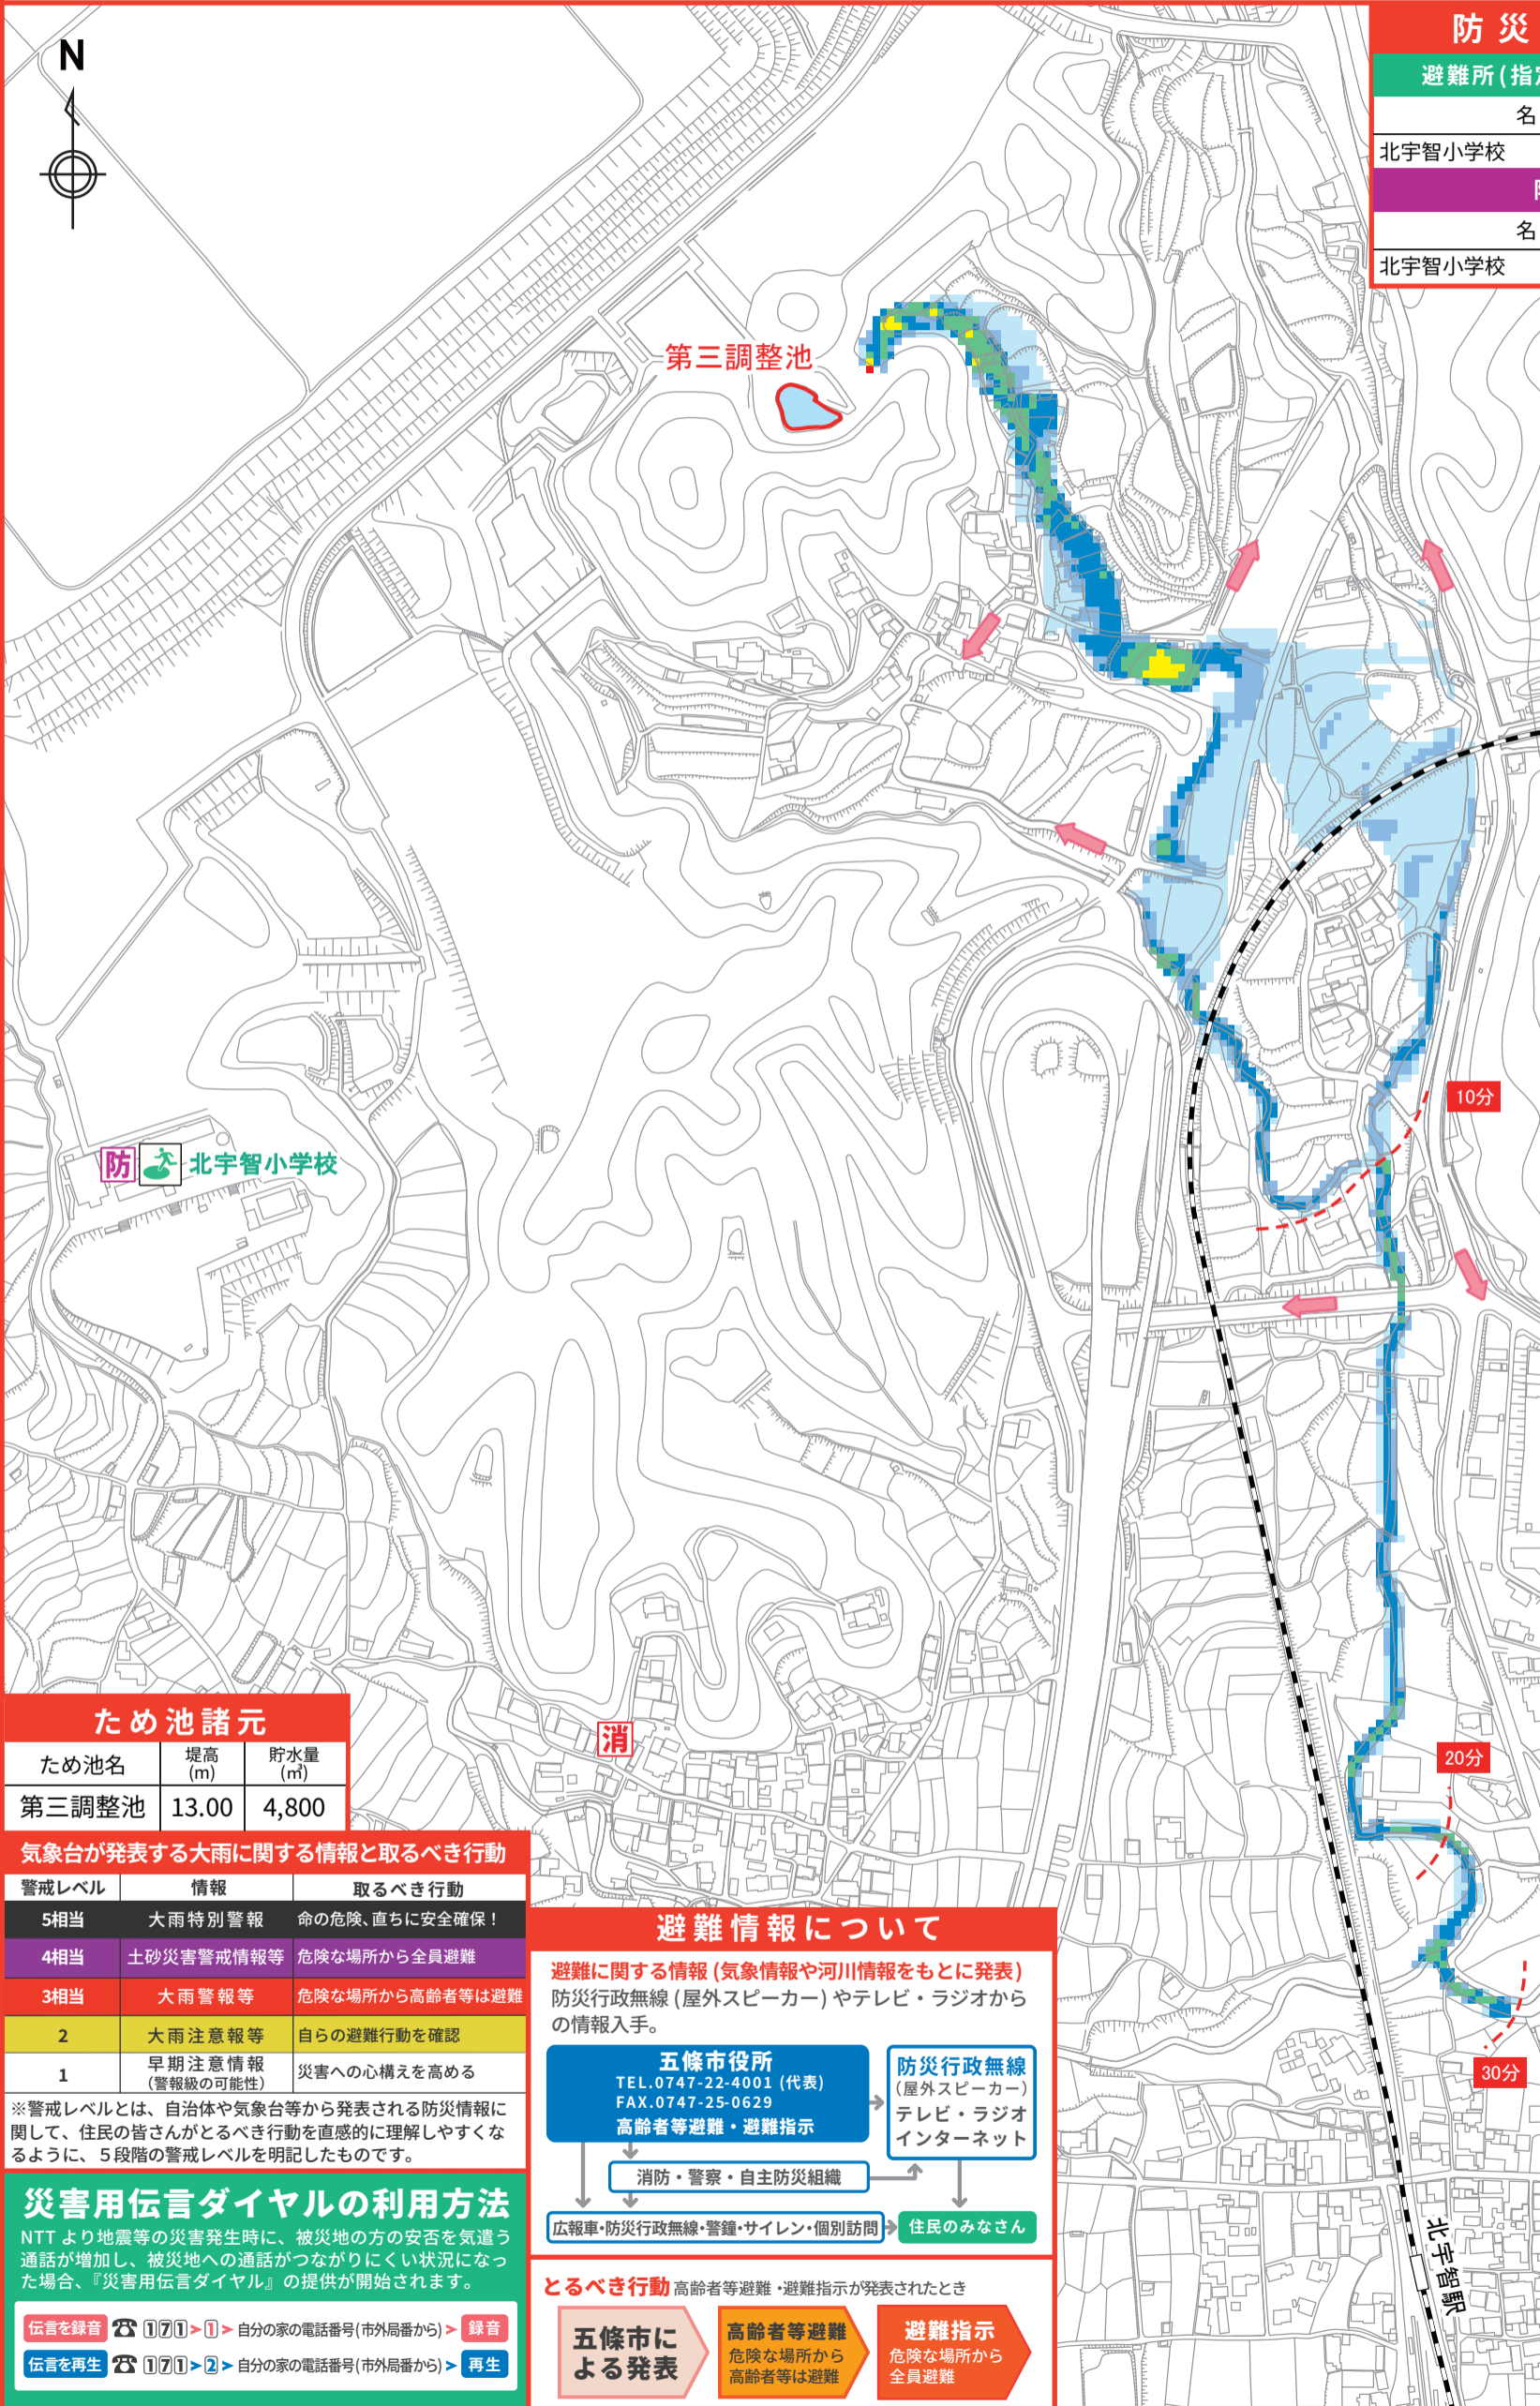 N
防災
避難所(指
名
北宇智小学校
名
北宇智小学校
第三調整池
10分
防 北宇智小学校
消
20分
30分
北宇智駅
ため池諸元
ため池名 堤高(m) 貯水量(㎥)
第三調整池 13.00 4,800
気象台が発表する大雨に関する情報と取るべき行動
警戒レベル 情報 取るべき行動
5相当 大雨特別警報 命の危険、直ちに安全確保！
4相当 土砂災害警戒情報等 危険な場所から全員避難
3相当 大雨警報等 危険な場所から高齢者等は避難
2 大雨注意報等 自らの避難行動を確認
1 早期注意情報(警報級の可能性) 災害への心構えを高める
※警戒レベルとは、自治体や気象台等から発表される防災情報に
関して、住民の皆さんがとるべき行動を直感的に理解しやすくな
るように、５段階の警戒レベルを明記したものです。
災害用伝言ダイヤルの利用方法
NTTより地震等の災害発生時に、被災地の方の安否を気遣う
通話が増加し、被災地への通話がつながりにくい状況になっ
た場合、『災害用伝言ダイヤル』の提供が開始されます。
伝言を録音 ☎ 171>1> 自分の家の電話番号(市外局番から)> 録音
伝言を再生 ☎ 171>2> 自分の家の電話番号(市外局番から)> 再生
避難情報について
避難に関する情報(気象情報や河川情報をもとに発表)
防災行政無線(屋外スピーカー)やテレビ・ラジオから
の情報入手。
五條市役所
TEL.0747-22-4001 (代表)
FAX.0747-25-0629
高齢者等避難・避難指示
防災行政無線
(屋外スピーカー)
テレビ・ラジオ
インターネット
消防・警察・自主防災組織
広報車・防災行政無線・警鐘・サイレン・個別訪問
住民のみなさん
とるべき行動 高齢者等避難・避難指示が発表されたとき
五條市に
よる発表
高齢者等避難
危険な場所から
高齢者等は避難
避難指示
危険な場所から
全員避難